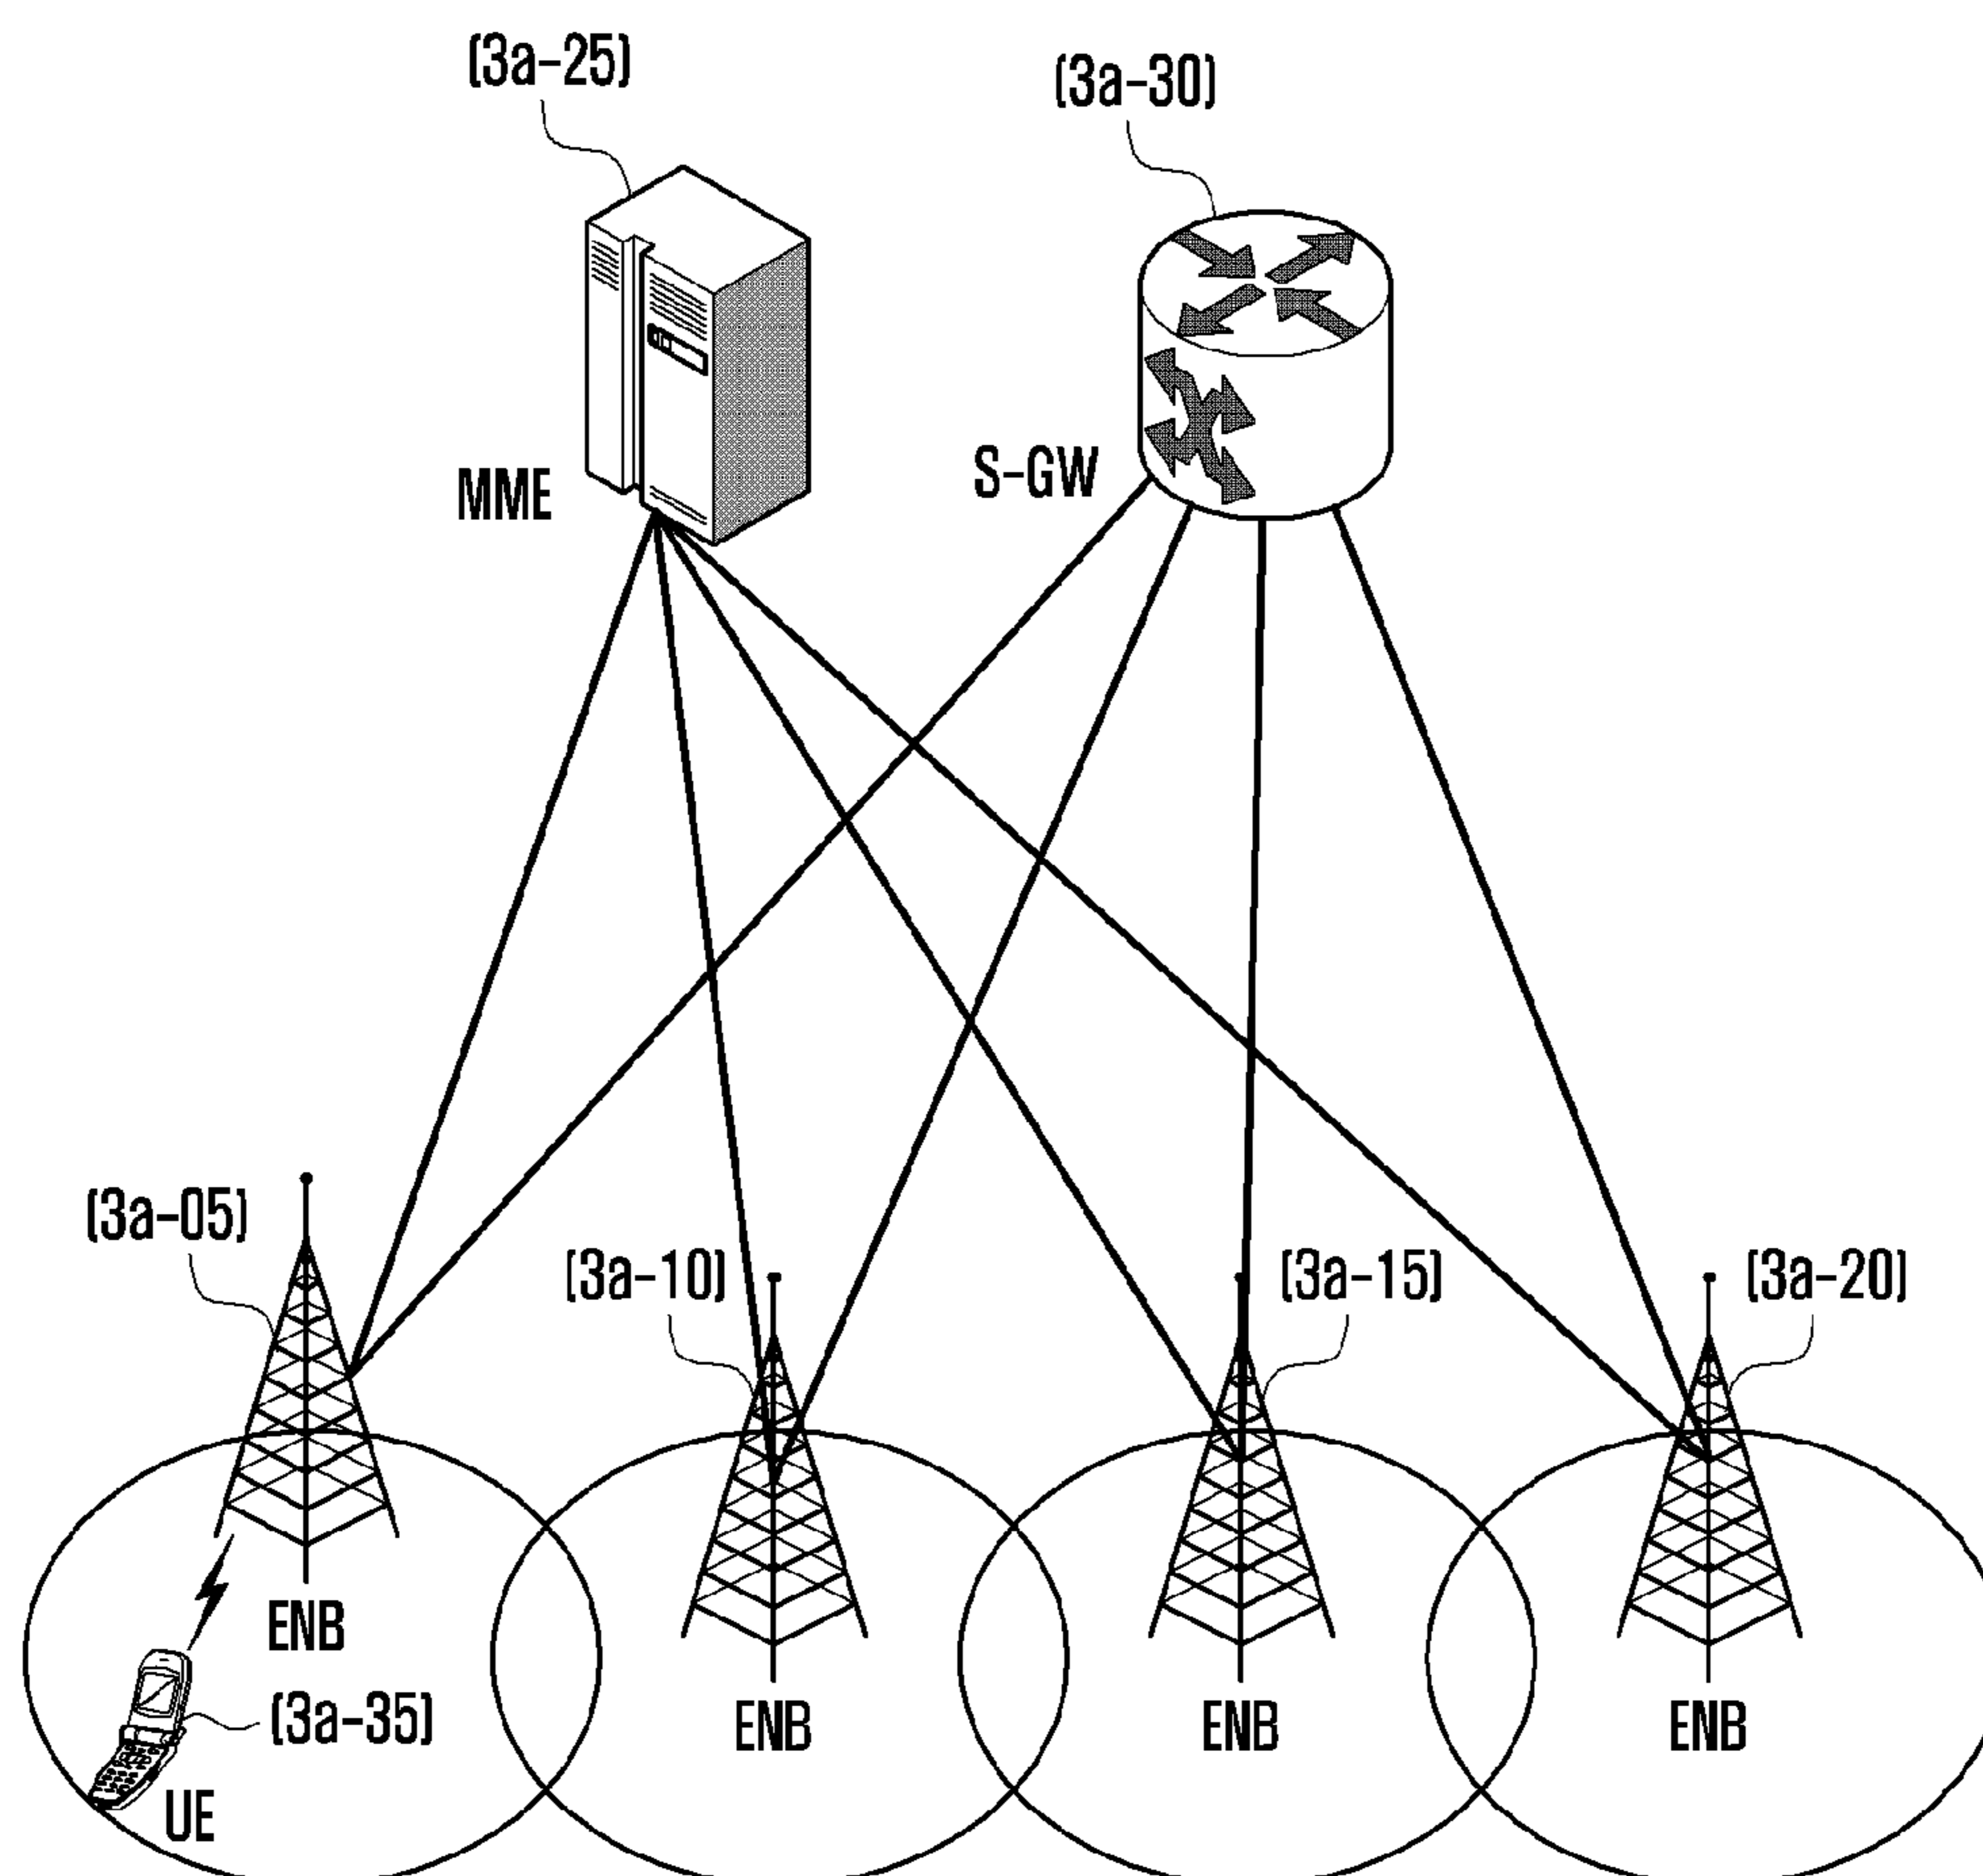 (3a-25)
(3a-30)
MME
S-GW
(3a-05)
(3a-10)
(3a-15)
(3a-20)
ENB
(3a-35)
ENB
ENB
ENB
UE